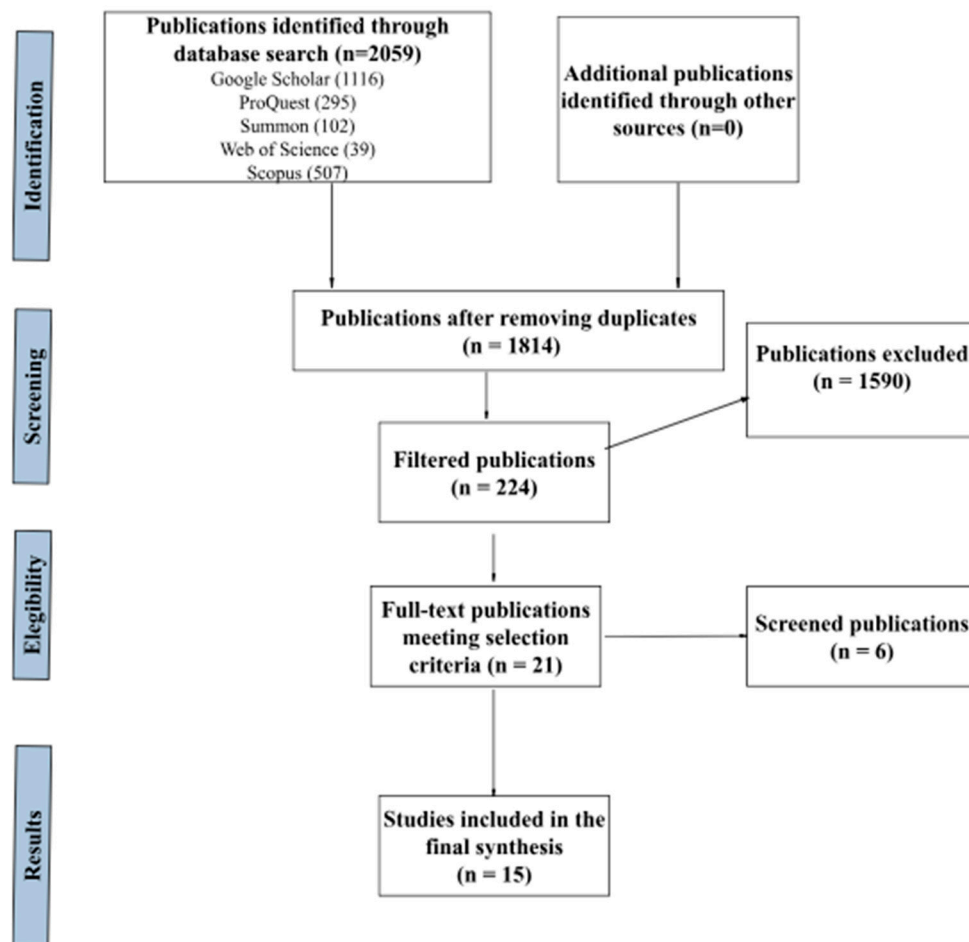 Identification
Publications identified through
database search (n=2059)
Google Scholar (1116)
ProQuest (295)
Summon (102)
Web of Science (39)
Scopus (507)
Additional publications
identified through other
sources (n=0)
Screening
Publications after removing duplicates
(n = 1814)
Publications excluded
(n = 1590)
Filtered publications
(n = 224)
Elegibility
Full-text publications
meeting selection
criteria (n = 21)
Screened publications
(n = 6)
Results
Studies included in the
final synthesis
(n = 15)